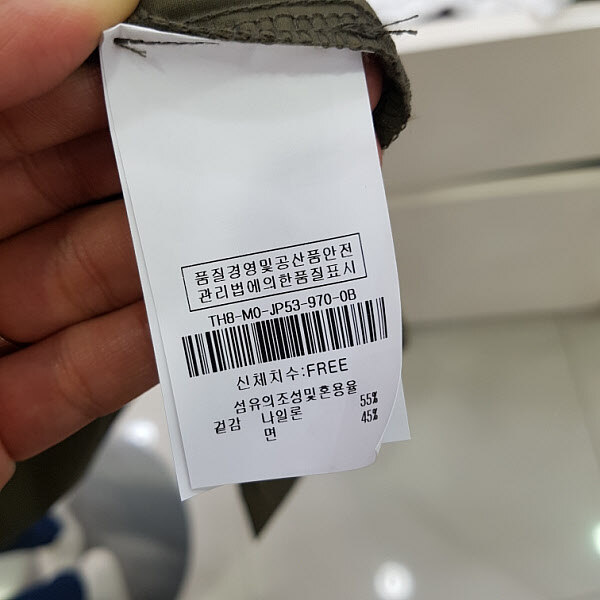 품질경영및공산품안전
관리법에의한품질표시
TH8-MO-JP53-970-0B
신체치수:FREE
섬유의조성및혼용율
겉감 나일론 55%
면 45%